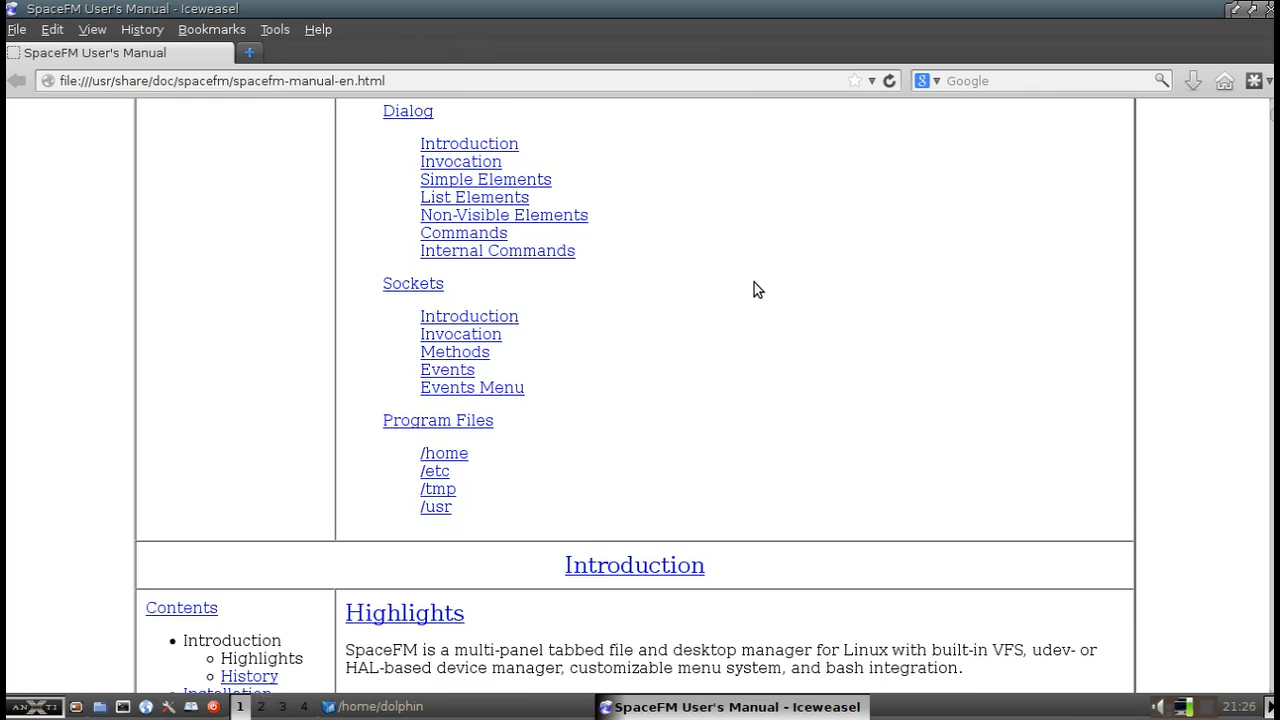 SpaceFM User's Manual - Iceweasel
File Edit View History Bookmarks Tools Help
SpaceFM User's Manual
file:///usr/share/doc/spacefm/spacefm-manual-en.html Google
Dialog
Introduction
Invocation
Simple Elements
List Elements
Non-Visible Elements
Commands
Internal Commands
Sockets
Introduction
Invocation
Methods
Events
Events Menu
Program Files
/home
/etc
/tmp
/usr
Introduction
Contents
Introduction
Highlights
History
Installation
Highlights
SpaceFM is a multi-panel tabbed file and desktop manager for Linux with built-in VFS, udev- or
HAL-based device manager, customizable menu system, and bash integration.
ANTI 1 2 3 4 /home/dolphin SpaceFM User's Manual - Iceweasel 21:26